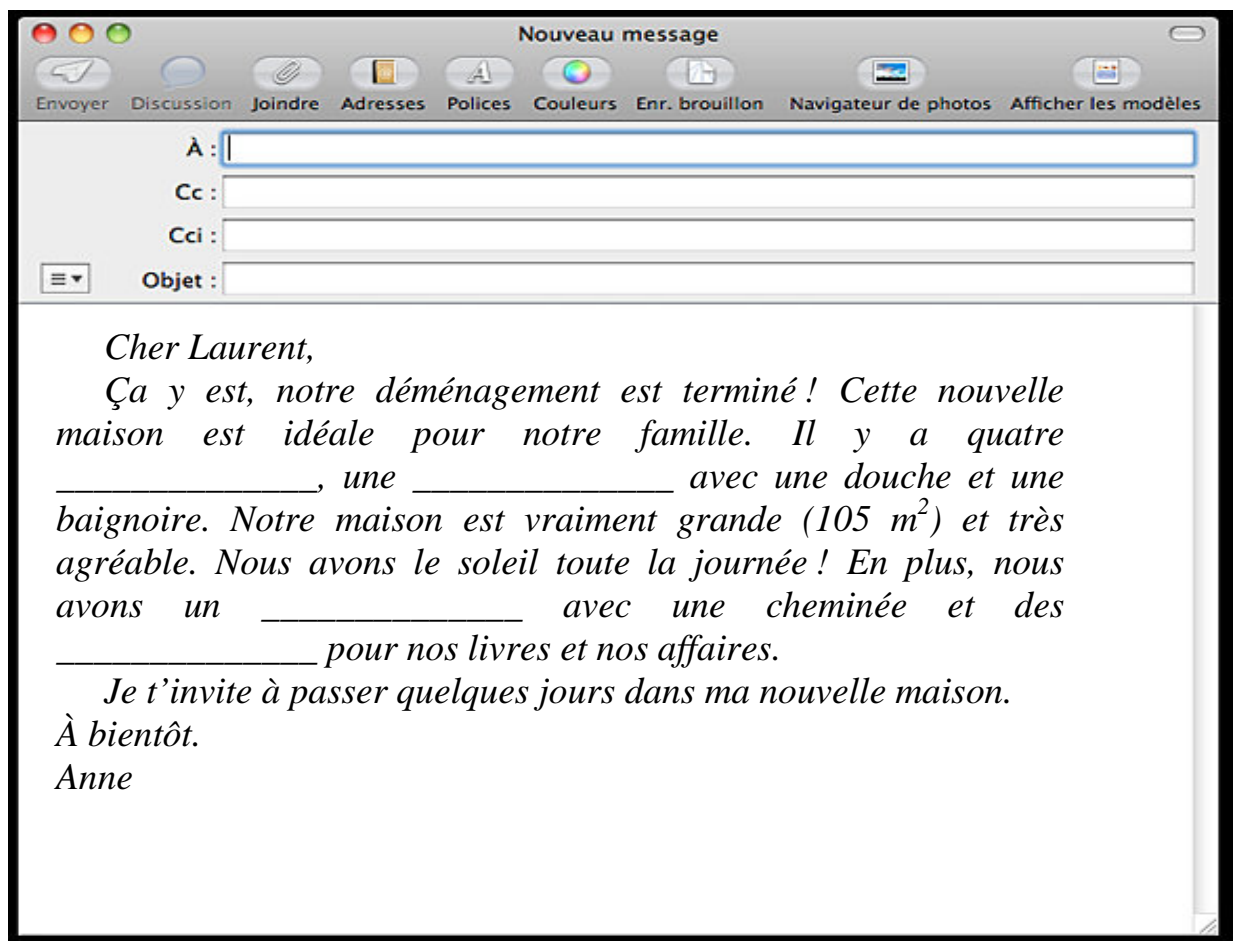 Nouveau message
Envoyer Discussion Joindre Adresses Polices Couleurs Enr. brouillon Navigateur de photos Afficher les modèles
À :
Cc :
Cci :
Objet :
Cher Laurent,
Ça y est, notre déménagement est terminé ! Cette nouvelle
maison est idéale pour notre famille. Il y a quatre
______________, une ______________ avec une douche et une
baignoire. Notre maison est vraiment grande (105 m²) et très
agréable. Nous avons le soleil toute la journée ! En plus, nous
avons un ______________ avec une cheminée et des
______________ pour nos livres et nos affaires.
Je t’invite à passer quelques jours dans ma nouvelle maison.
À bientôt.
Anne